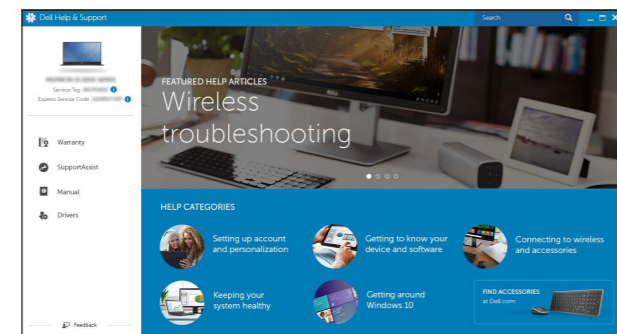 Dell Help & Support
Search
Service Tag
Express Service Code
Warranty
SupportAssist
Manual
Drivers
Feedback
FEATURED HELP ARTICLES
Wireless
troubleshooting
HELP CATEGORIES
Setting up account
and personalization
Getting to know your
device and software
Connecting to wireless
and accessories
Keeping your
system healthy
Getting around
Windows 10
FIND ACCESSORIES
at Dell.com